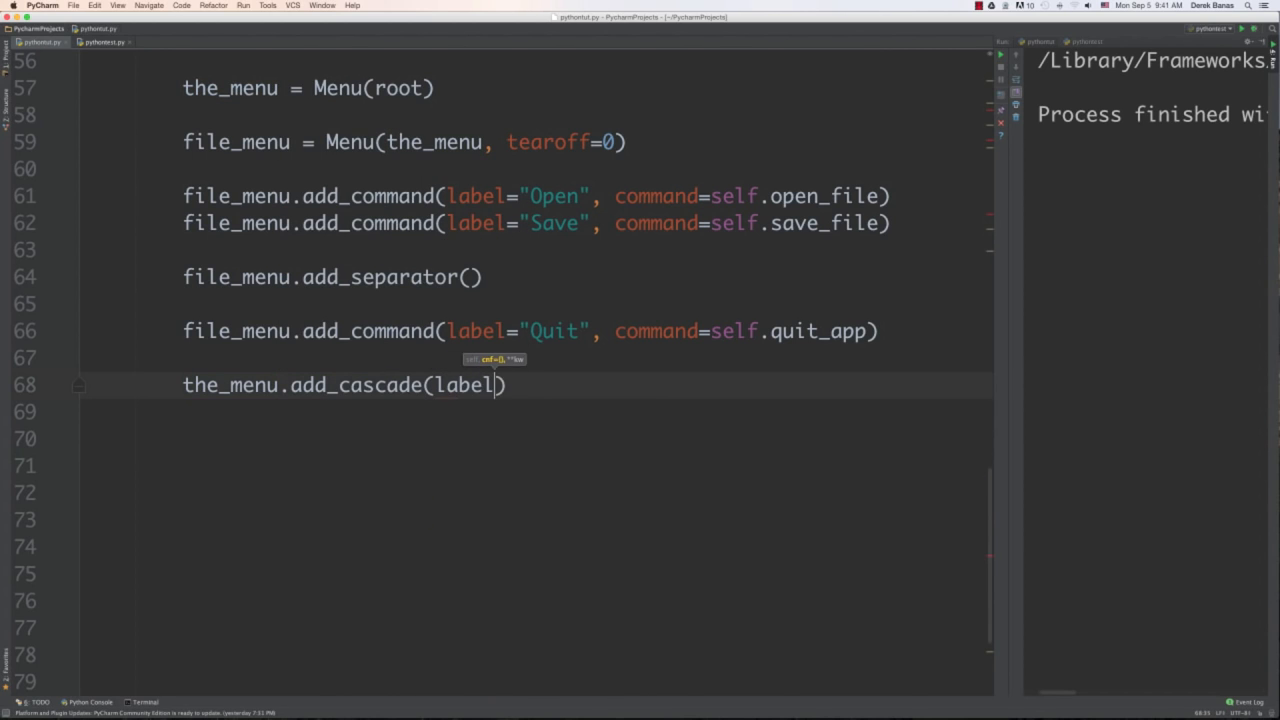 PyCharm File Edit View Navigate Code Refactor Run Tools VCS Window Help 10 Mon Sep 5 9:41 AM Derek Banas
pythontut.py - PycharmProjects - [~/PycharmProjects]
PycharmProjects pythontut.py pythontest
pythontut.py pythontest.py Run: pythontut pythontest
1: Project
7: Structure
2: Favorites
4: Run
56
57 the_menu = Menu(root)
58
59 file_menu = Menu(the_menu, tearoff=0)
60
61 file_menu.add_command(label="Open", command=self.open_file)
62 file_menu.add_command(label="Save", command=self.save_file)
63
64 file_menu.add_separator()
65
66 file_menu.add_command(label="Quit", command=self.quit_app)
67
self, cnf={}, **kw
68 the_menu.add_cascade(label)
69
70
71
72
73
74
75
76
77
78
79
/Library/Frameworks
Process finished wi
6: TODO Python Console Terminal Event Log
Platform and Plugin Updates: PyCharm Community Edition is ready to update. (yesterday 7:31 PM) UTF-8